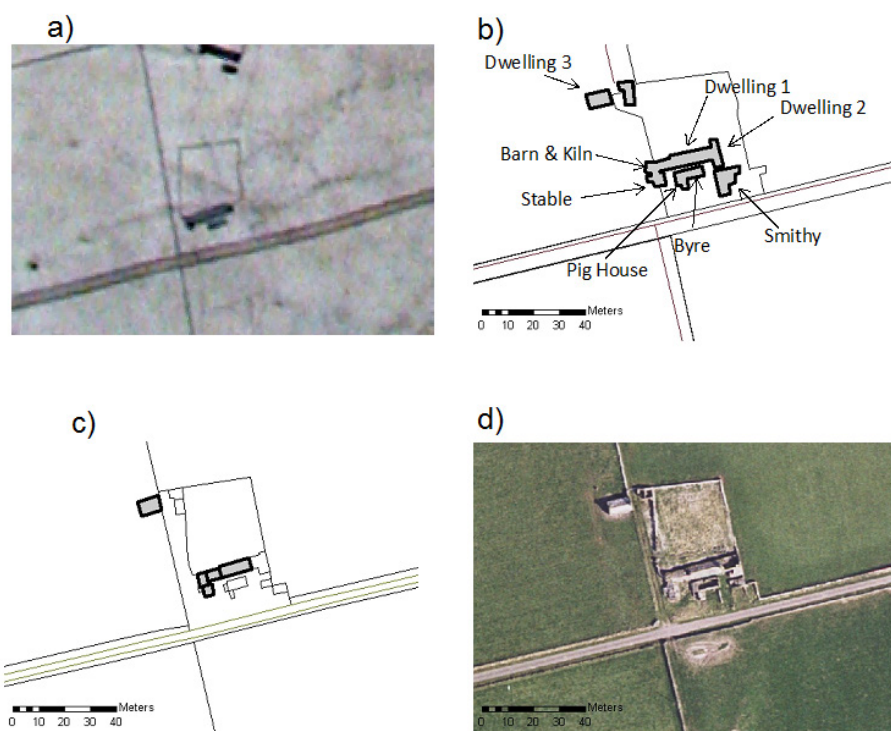 a)
b)
Dwelling 3
Dwelling 1
Dwelling 2
Barn & Kiln
Stable
Pig House
Byre
Smithy
Meters
0 10 20 30 40
c)
d)
Meters
0 10 20 30 40
Meters
0 10 20 30 40